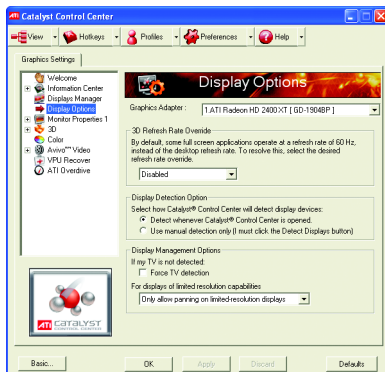 ATI Catalyst Control Center
View Hotkeys Profiles Preferences Help
Graphics Settings
Welcome
Information Center
Displays Manager
Display Options
Monitor Properties 1
3D
Color
Avivo™ Video
VPU Recover
ATI Overdrive
ATI CATALYST
CONTROL CENTER
Display Options
Graphics Adapter :
1.ATI Radeon HD 2400 XT [ GD-1904BP ]
3D Refresh Rate Override
By default, some full screen applications operate at a refresh rate of 60 Hz,
instead of the desktop refresh rate. To resolve this, select the desired
refresh rate override.
Disabled
Display Detection Option
Select how Catalyst® Control Center will detect display devices:
Detect whenever Catalyst® Control Center is opened.
Use manual detection only (I must click the Detect Displays button)
Display Management Options
If my TV is not detected:
Force TV detection
For displays of limited resolution capabilities
Only allow panning on limited-resolution displays
Basic... OK Apply Discard Defaults